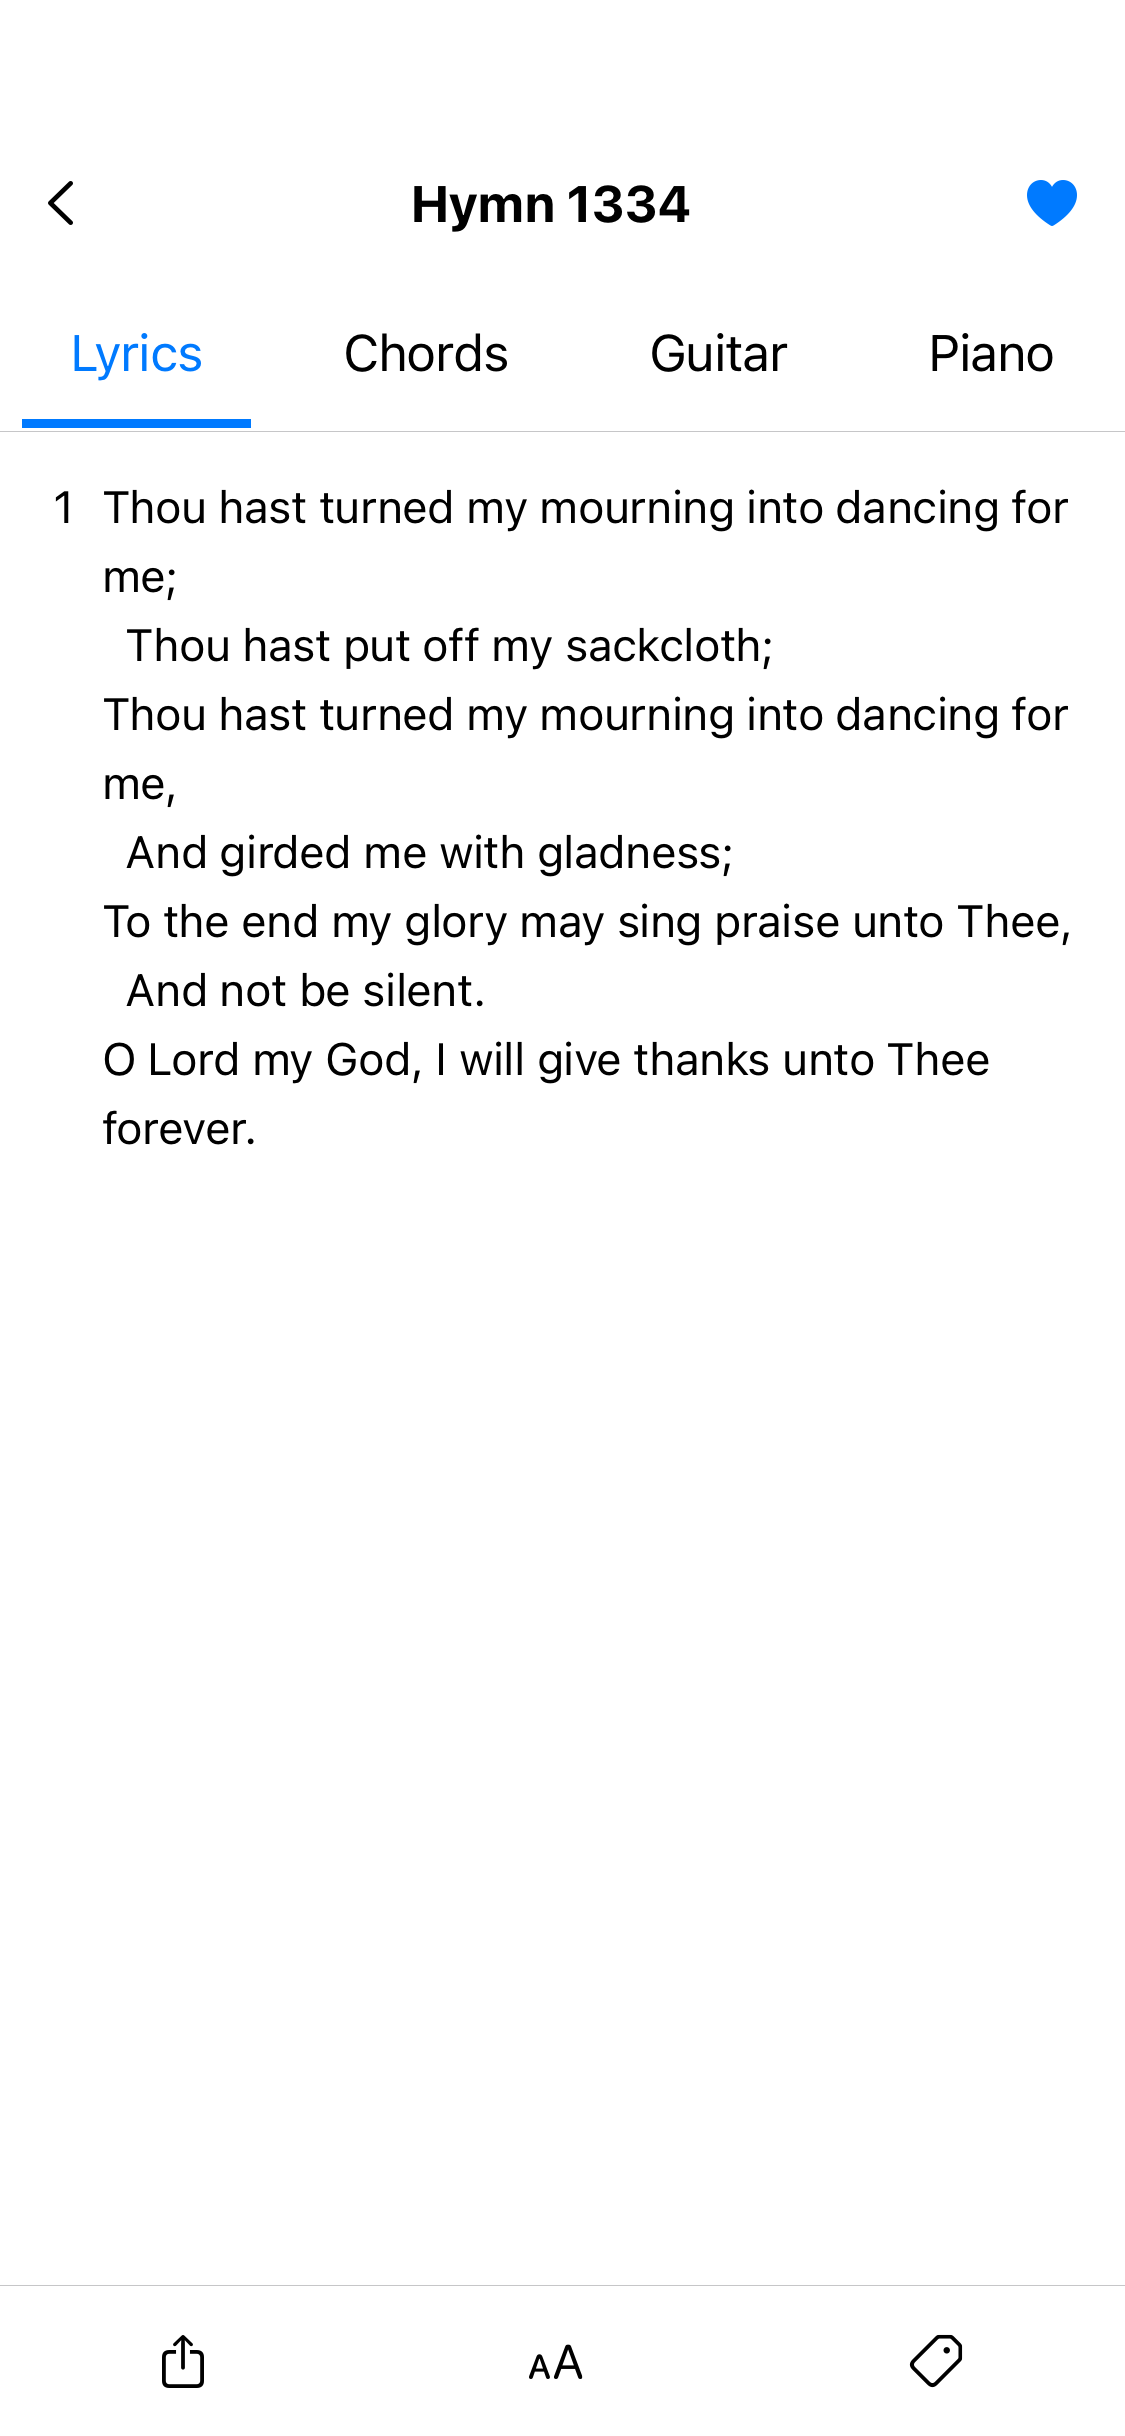 Hymn 1334
Lyrics Chords Guitar Piano
1 Thou hast turned my mourning into dancing for
me;
Thou hast put off my sackcloth;
Thou hast turned my mourning into dancing for
me,
And girded me with gladness;
To the end my glory may sing praise unto Thee,
And not be silent.
O Lord my God, I will give thanks unto Thee
forever.
AA